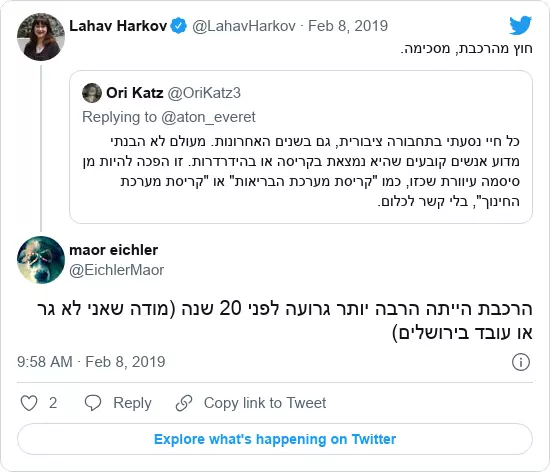 Lahav Harkov @LahavHarkov · Feb 8, 2019
חוץ מהרכבת, מסכימה.
Ori Katz @OriKatz3
Replying to @aton_everet
כל חיי נסעתי בתחבורה ציבורית, גם בשנים האחרונות. מעולם לא הבנתי
מדוע אנשים קובעים שהיא נמצאת בקריסה או בהידרדרות. זו הפכה להיות מן
סיסמה עיוורת שכזו, כמו "קריסת מערכת הבריאות" או "קריסת מערכת
החינוך", בלי קשר לכלום.
maor eichler
@EichlerMaor
הרכבת הייתה הרבה יותר גרועה לפני 20 שנה (מודה שאני לא גר
או עובד בירושלים)
9:58 AM · Feb 8, 2019
2 Reply Copy link to Tweet
Explore what's happening on Twitter